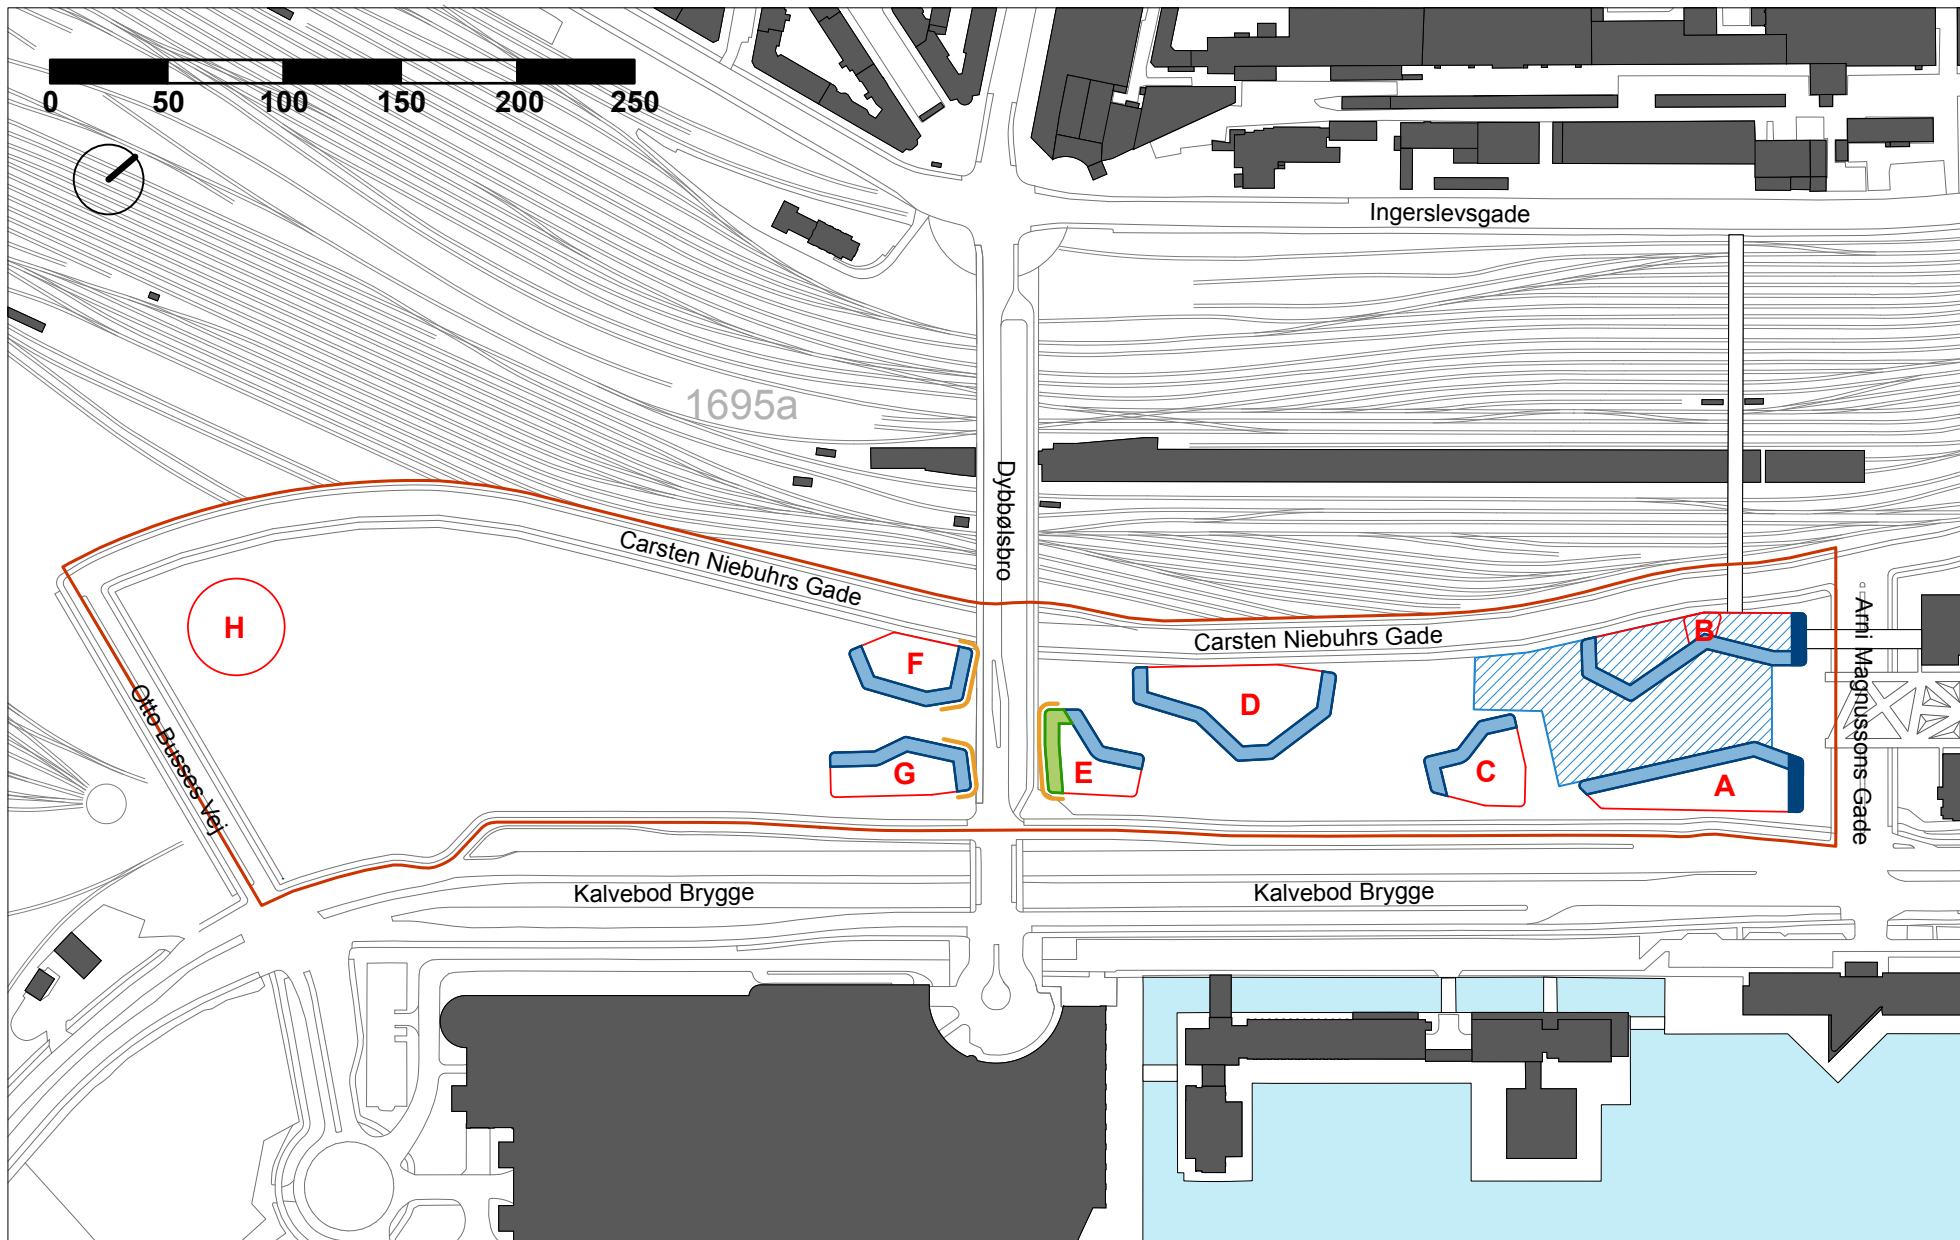 0 50 100 150 200 250
Ingerslevsgade
1695a
Dybbølsbro
Carsten Niebuhrs Gade
Carsten Niebuhrs Gade
Arni Magnussons Gade
H
B
F
D
G
E
C
A
Otto Busses Vej
Kalvebod Brygge
Kalvebod Brygge